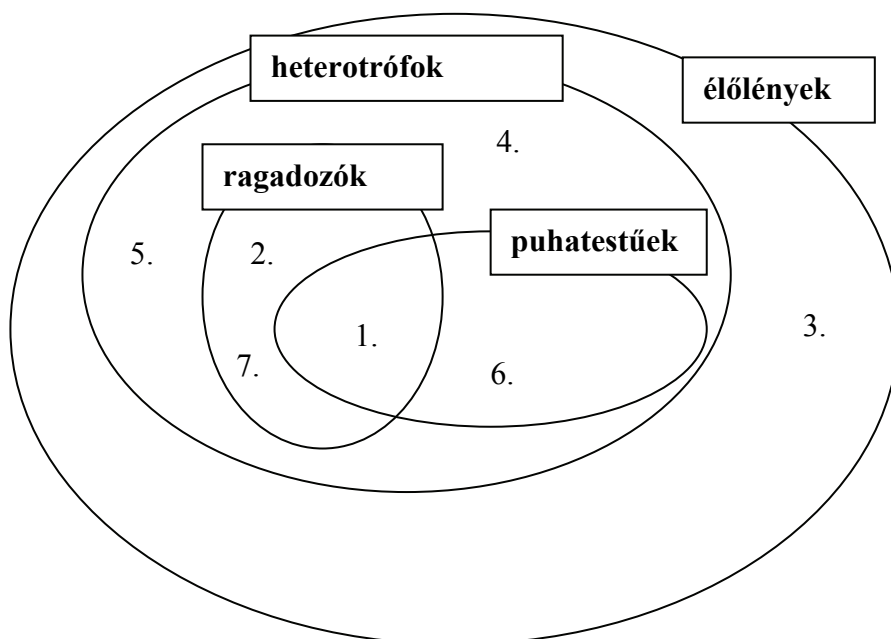 heterotrófok
élőlények
4.
ragadozók
puhatestűek
5.
2.
3.
1.
7.
6.